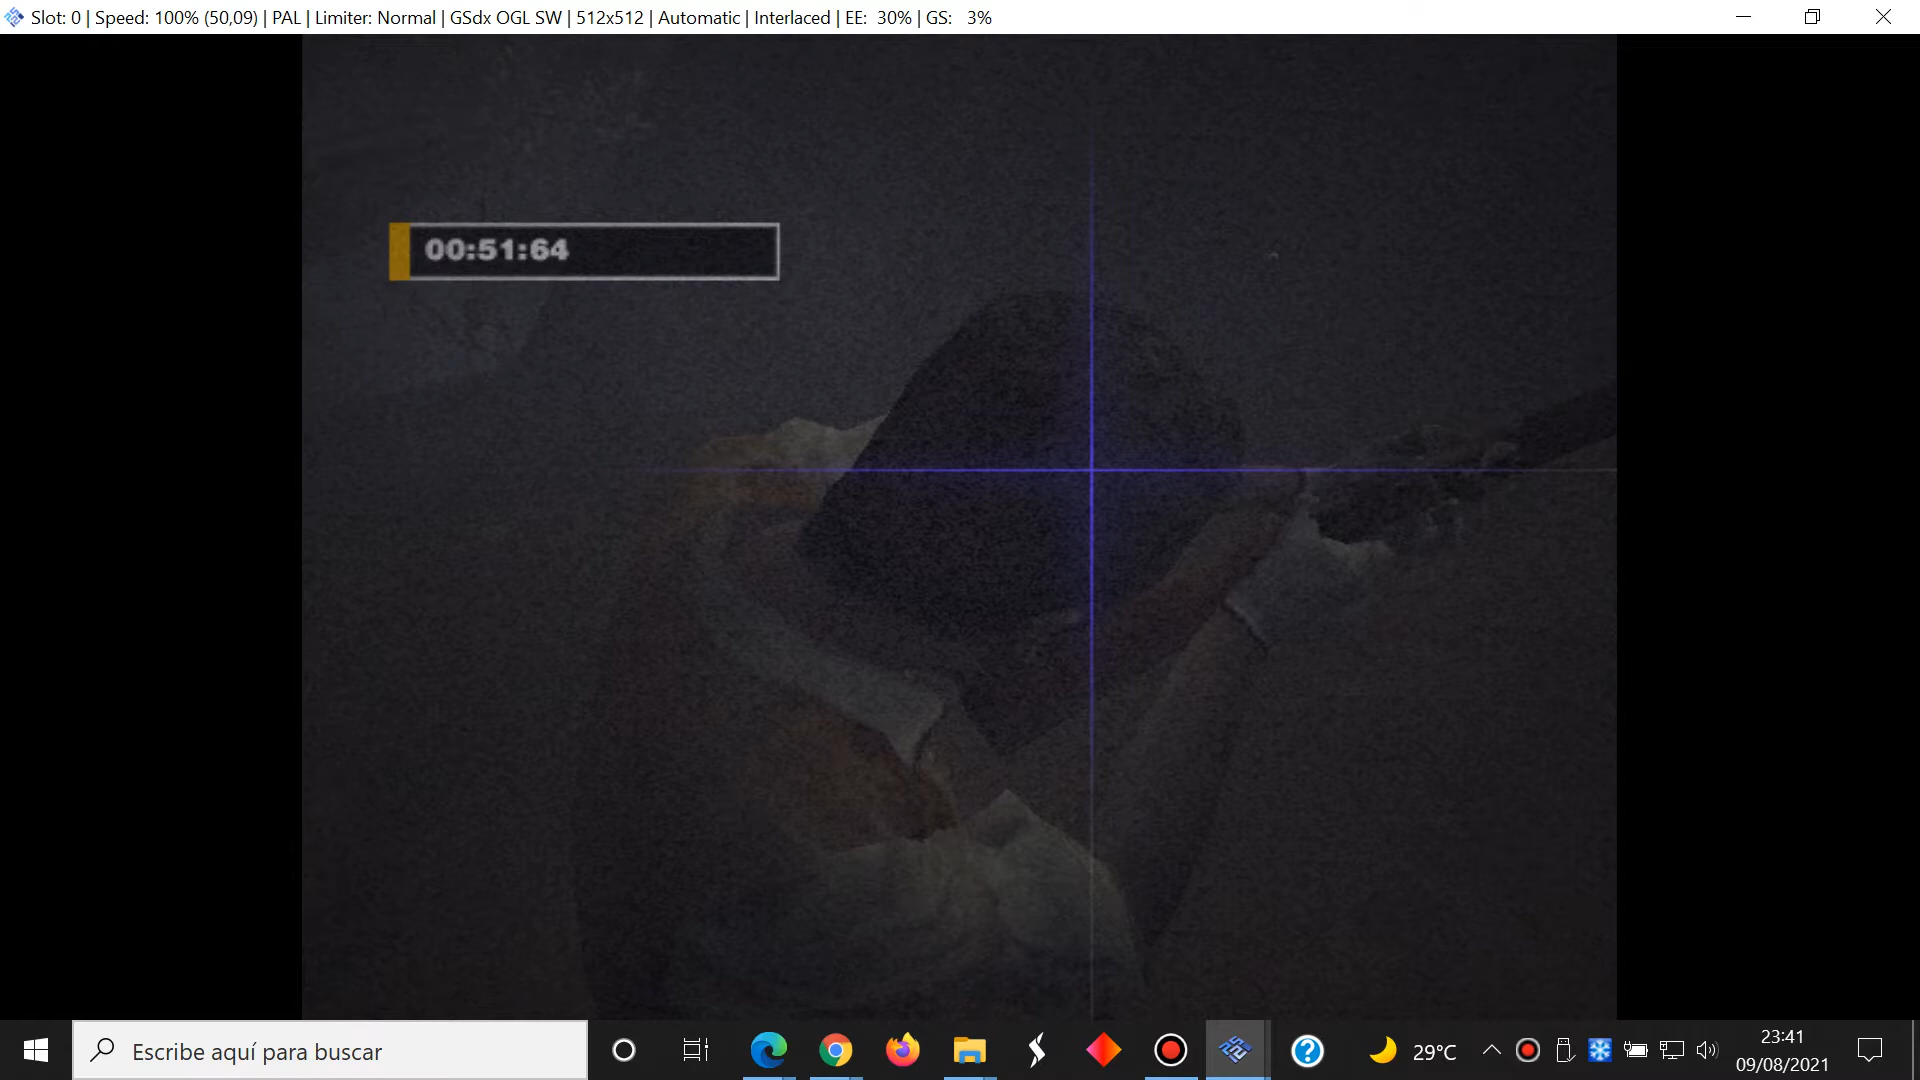 Slot: 0 | Speed: 100% (50,09) | PAL | Limiter: Normal | GSdx OGL SW | 512x512 | Automatic | Interlaced | EE:  30% | GS:   3%
00:51:64
Escribe aquí para buscar
29°C
23:41
09/08/2021